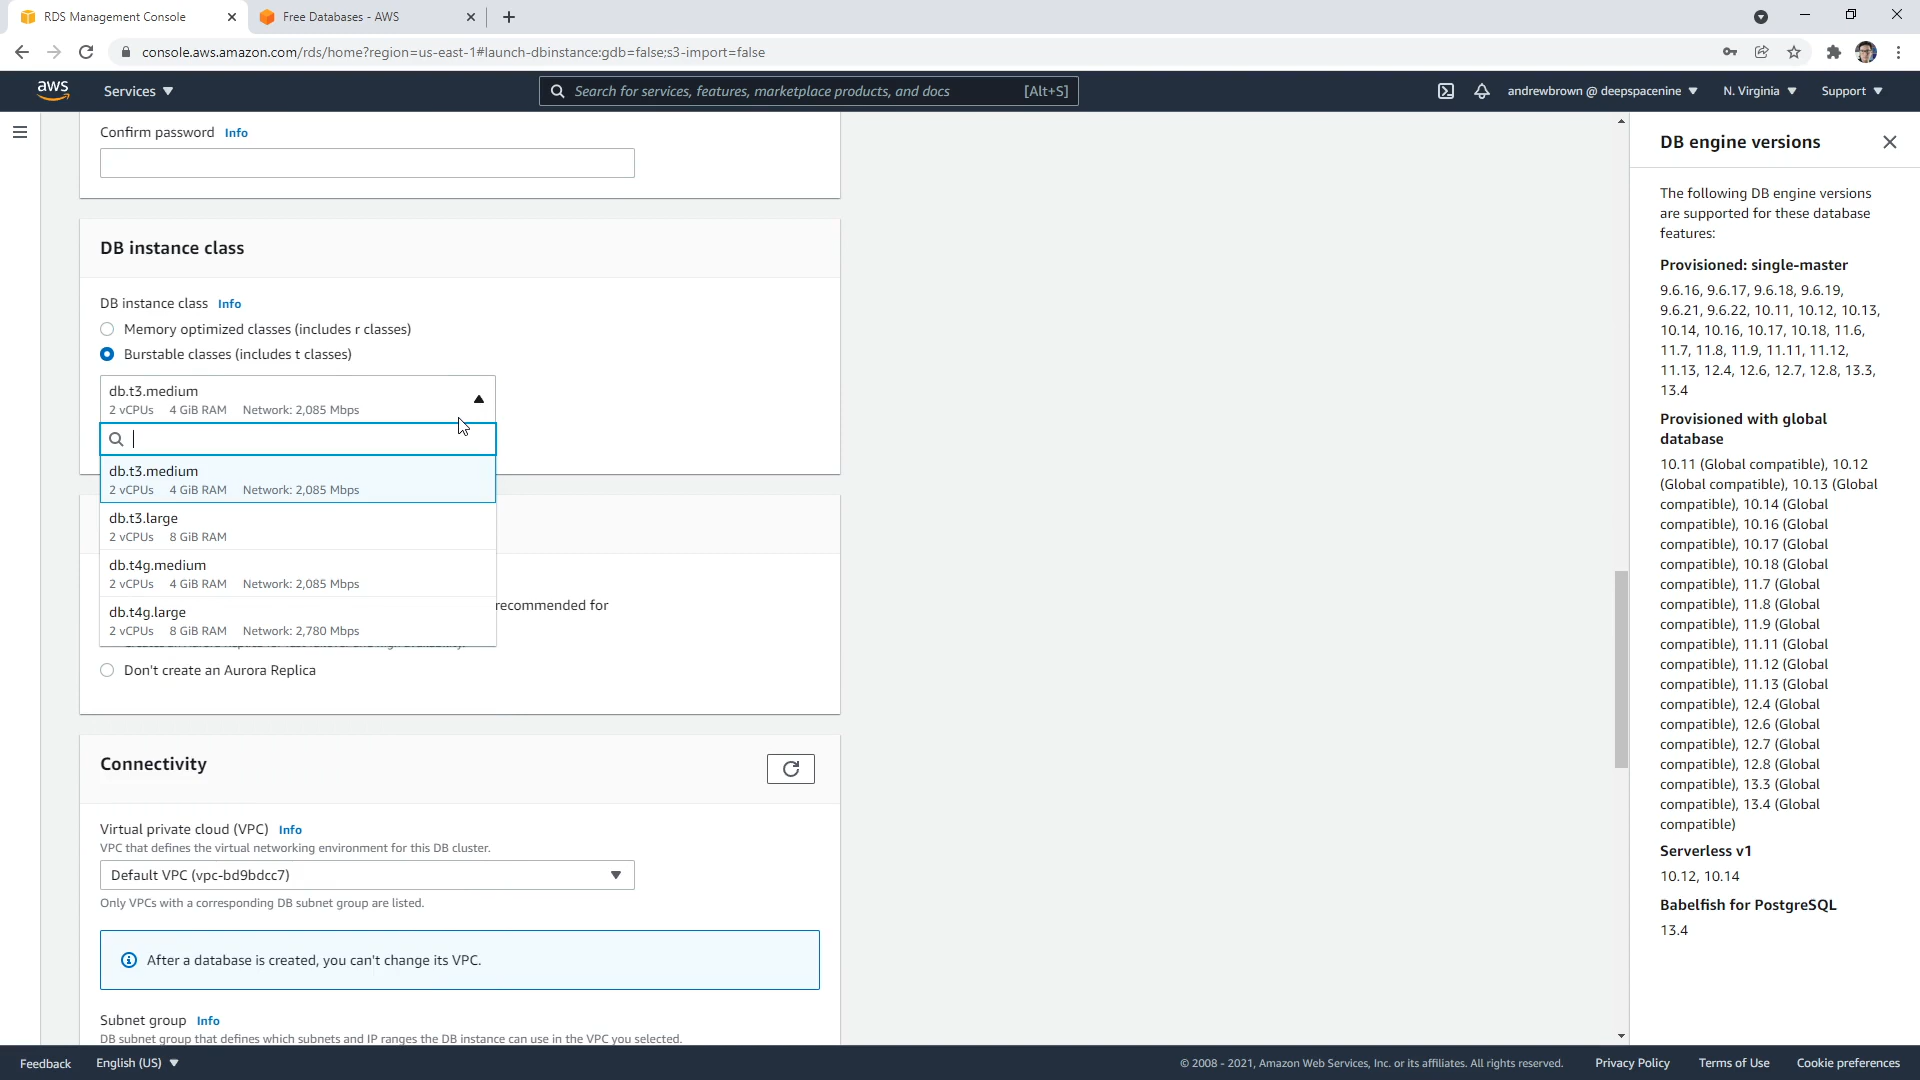 RDS Management Console
Free Databases - AWS
console.aws.amazon.com/rds/home?region=us-east-1#launch-dbinstance:gdb=false;s3-import=false
aws
Services
Search for services, features, marketplace products, and docs
[Alt+S]
andrewbrown @ deepspacenine
N. Virginia
Support
Confirm password Info
DB instance class
DB instance class Info
Memory optimized classes (includes r classes)
Burstable classes (includes t classes)
db.t3.medium
2 vCPUs 4 GiB RAM Network: 2,085 Mbps
db.t3.medium
2 vCPUs 4 GiB RAM Network: 2,085 Mbps
db.t3.large
2 vCPUs 8 GiB RAM
db.t4g.medium
2 vCPUs 4 GiB RAM Network: 2,085 Mbps
recommended for
db.t4g.large
2 vCPUs 8 GiB RAM Network: 2,780 Mbps
Don't create an Aurora Replica
Connectivity
Virtual private cloud (VPC) Info
VPC that defines the virtual networking environment for this DB cluster.
Default VPC (vpc-bd9bdcc7)
Only VPCs with a corresponding DB subnet group are listed.
After a database is created, you can't change its VPC.
Subnet group Info
DB subnet group that defines which subnets and IP ranges the DB instance can use in the VPC you selected.
DB engine versions
The following DB engine versions
are supported for these database
features:
Provisioned: single-master
9.6.16, 9.6.17, 9.6.18, 9.6.19,
9.6.21, 9.6.22, 10.11, 10.12, 10.13,
10.14, 10.16, 10.17, 10.18, 11.6,
11.7, 11.8, 11.9, 11.11, 11.12,
11.13, 12.4, 12.6, 12.7, 12.8, 13.3,
13.4
Provisioned with global
database
10.11 (Global compatible), 10.12
(Global compatible), 10.13 (Global
compatible), 10.14 (Global
compatible), 10.16 (Global
compatible), 10.17 (Global
compatible), 10.18 (Global
compatible), 11.7 (Global
compatible), 11.8 (Global
compatible), 11.9 (Global
compatible), 11.11 (Global
compatible), 11.12 (Global
compatible), 11.13 (Global
compatible), 12.4 (Global
compatible), 12.6 (Global
compatible), 12.7 (Global
compatible), 12.8 (Global
compatible), 13.3 (Global
compatible), 13.4 (Global
compatible)
Serverless v1
10.12, 10.14
Babelfish for PostgreSQL
13.4
Feedback
English (US)
© 2008 - 2021, Amazon Web Services, Inc. or its affiliates. All rights reserved.
Privacy Policy
Terms of Use
Cookie preferences